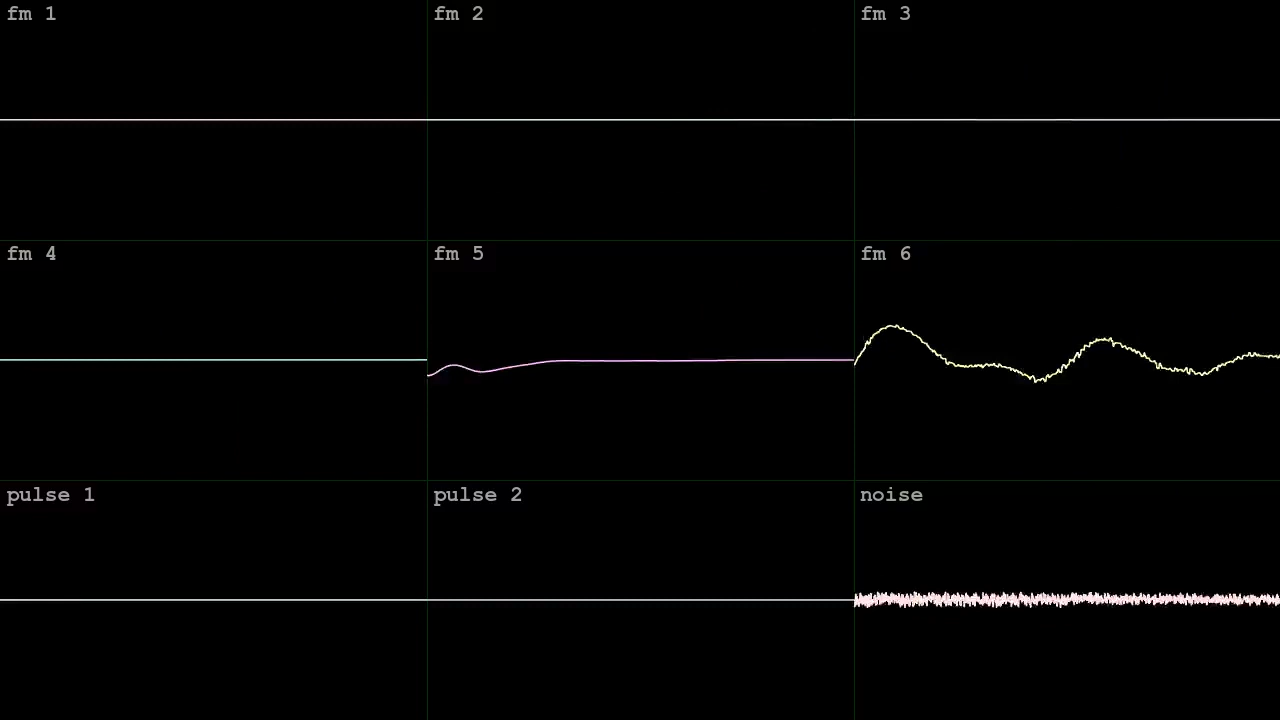 fm 1
fm 2
fm 3
fm 4
fm 5
fm 6
pulse 1
pulse 2
noise